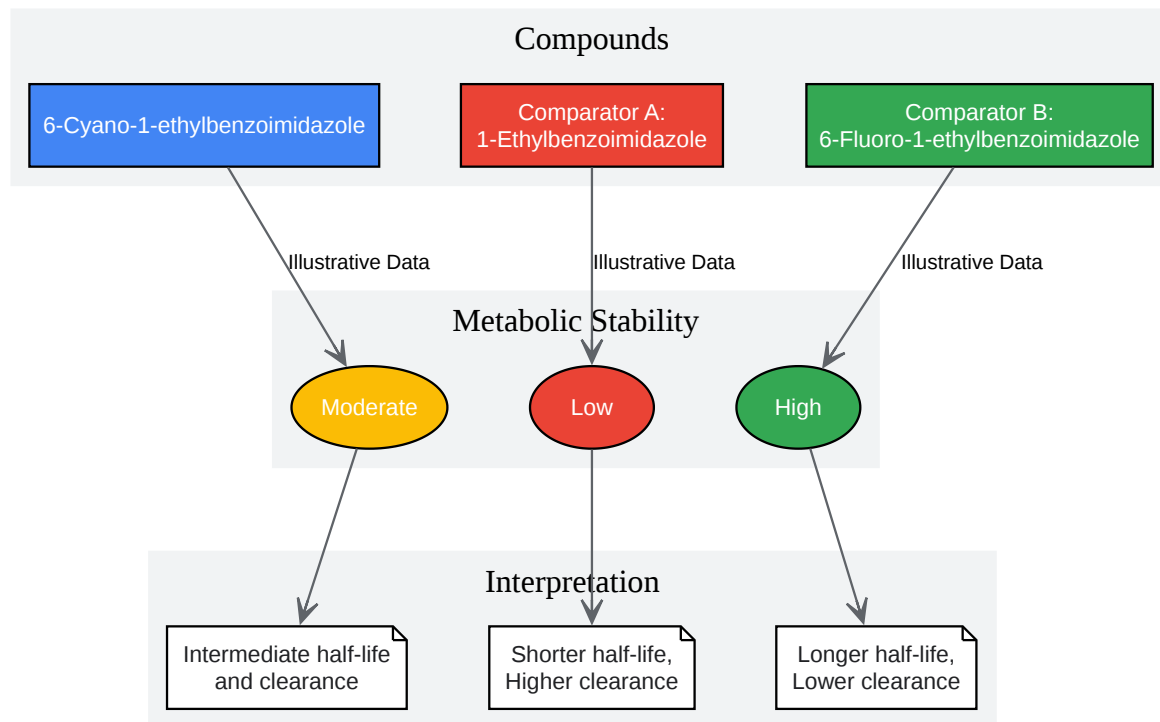 Compounds
6-Cyano-1-ethylbenzoimidazole
Comparator A:
1-Ethylbenzoimidazole
Comparator B:
6-Fluoro-1-ethylbenzoimidazole
Illustrative Data
Illustrative Data
Illustrative Data
Metabolic Stability
Moderate
Low
High
Interpretation
Intermediate half-life
and clearance
Shorter half-life,
Higher clearance
Longer half-life,
Lower clearance